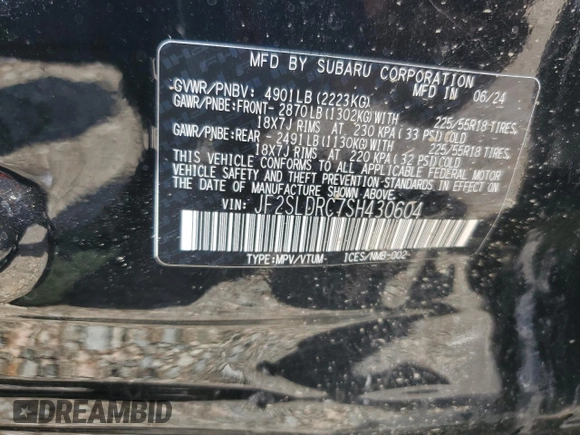 MFD BY SUBARU CORPORATION
GVWR/PNBV: 4901LB(2223KG) MFD IN 06/24
GAWR/PNBE:FRONT- 2870LB(1302KG)WITH 225/55R18 TIRES,
18X7J RIMS AT 230 KPA(33 PSI)COLD
GAWR/PNBE:REAR - 2491LB(1130KG)WITH 225/55R18 TIRES,
18X7J RIMS AT 220 KPA(32 PSI)COLD
THIS VEHICLE CONFORMS TO ALL APPLICABLE FEDERAL MOTOR
VEHICLE SAFETY AND THEFT PREVENTION STANDARDS IN EFFECT
ON THE DATE OF MANUFACTURE SHOWN ABOVE.
VIN: JF2SLDRC7SH430604
TYPE:MPV/VTUM ICES/NMB-002
DREAMBID